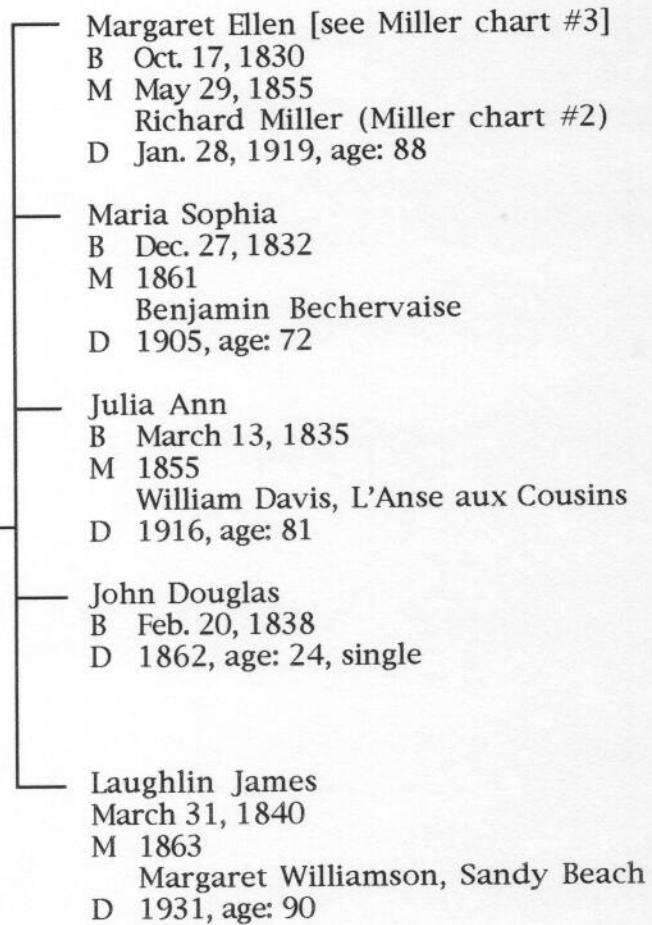 Margaret Ellen [see Miller chart #3]
B Oct. 17, 1830
M May 29, 1855
Richard Miller (Miller chart #2)
D Jan. 28, 1919, age: 88
Maria Sophia
B Dec. 27, 1832
M 1861
Benjamin Bechervaise
D 1905, age: 72
Julia Ann
B March 13, 1835
M 1855
William Davis, L'Anse aux Cousins
D 1916, age: 81
John Douglas
B Feb. 20, 1838
D 1862, age: 24, single
Laughlin James
March 31, 1840
M 1863
Margaret Williamson, Sandy Beach
D 1931, age: 90